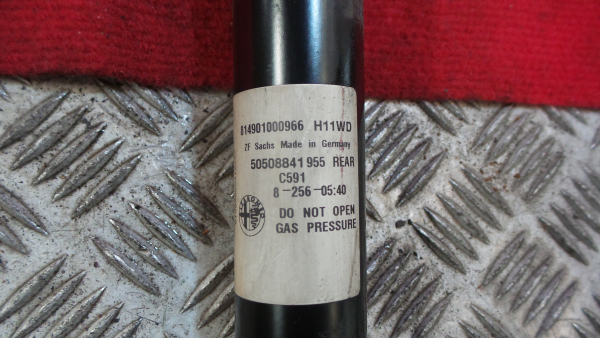 814901000966 H11WD
ZF Sachs Made in Germany
50508841 955 REAR
C591
8-256-05:40
DO NOT OPEN
GAS PRESSURE